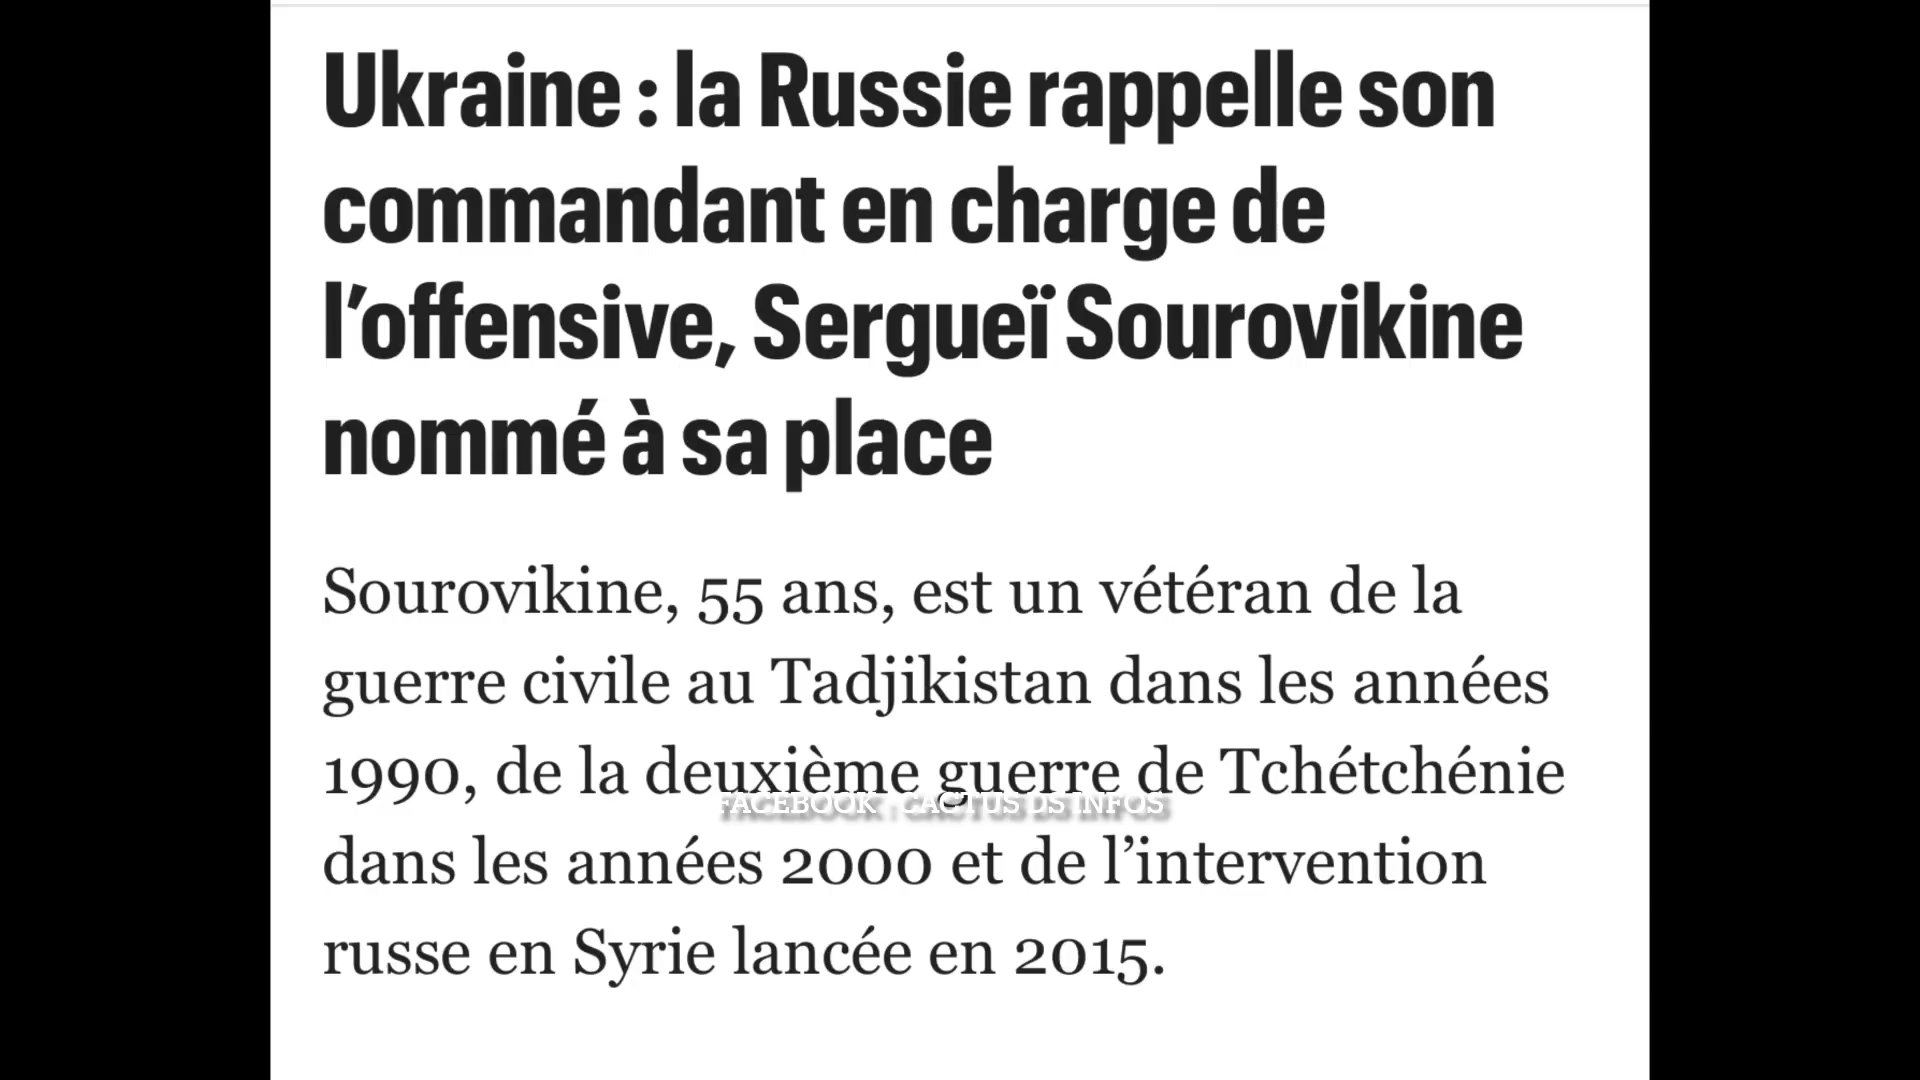 Ukraine : la Russie rappelle son
commandant en charge de
l’offensive, Sergueï Sourovikine
nommé à sa place
Sourovikine, 55 ans, est un vétéran de la
guerre civile au Tadjikistan dans les années
1990, de la deuxième guerre de Tchétchénie
FACEBOOK : CACTUS DS INFOS
dans les années 2000 et de l’intervention
russe en Syrie lancée en 2015.